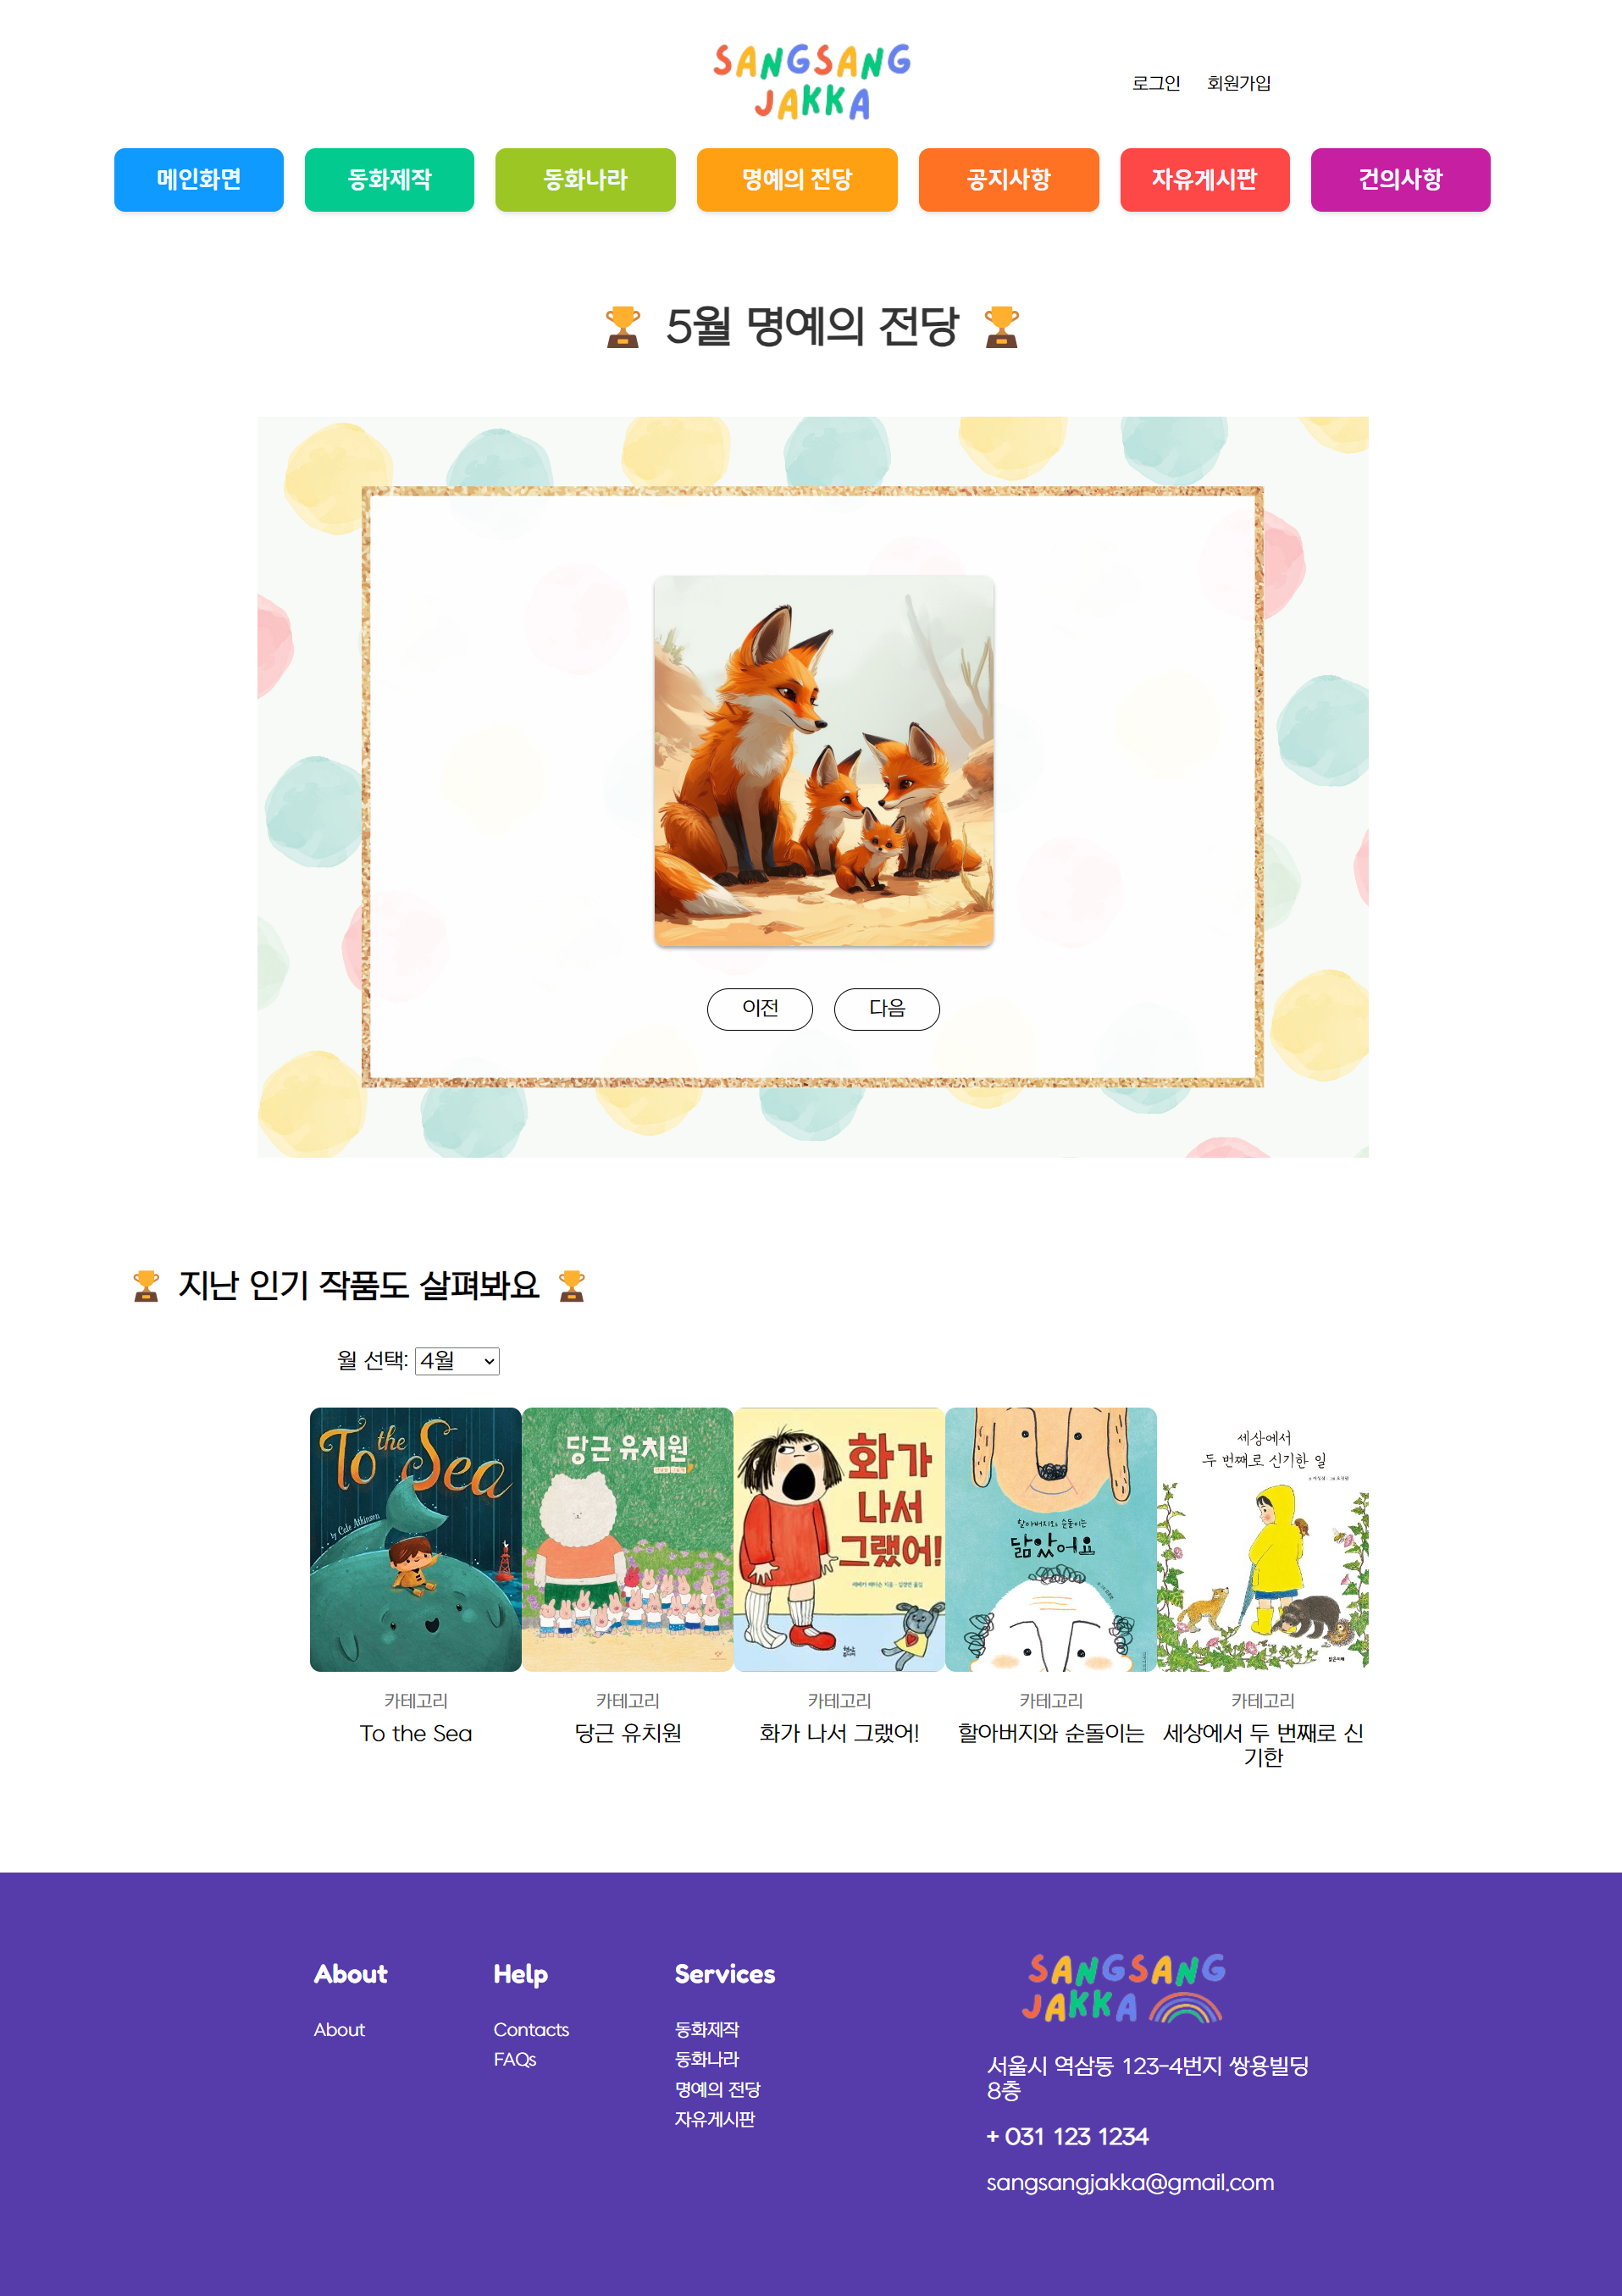 SANGSANG
JAKKA
로그인 회원가입
메인화면 동화제작 동화나라 명예의 전당 공지사항 자유게시판 건의사항
5월 명예의 전당
이전 다음
지난 인기 작품도 살펴봐요
월 선택: 4월
To the Sea
by Cale Atkinson
당근 유치원
화가
나서
그랬어!
할아버지와 순돌이는
닮았어요
세상에서
두 번째로 신기한 일
카테고리
To the Sea
카테고리
당근 유치원
카테고리
화가 나서 그랬어!
카테고리
할아버지와 순돌이는
카테고리
세상에서 두 번째로 신
기한
About
About
Help
Contacts
FAQs
Services
동화제작
동화나라
명예의 전당
자유게시판
SANGSANG
JAKKA
서울시 역삼동 123-4번지 쌍용빌딩
8층
+ 031 123 1234
sangsangjakka@gmail.com